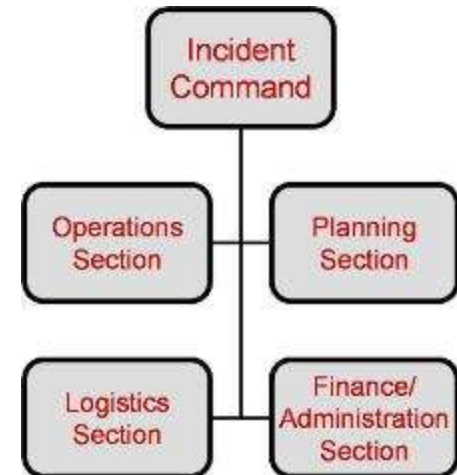 Incident
Command
Operations
Section
Planning
Section
Logistics
Section
Finance/
Administration
Section